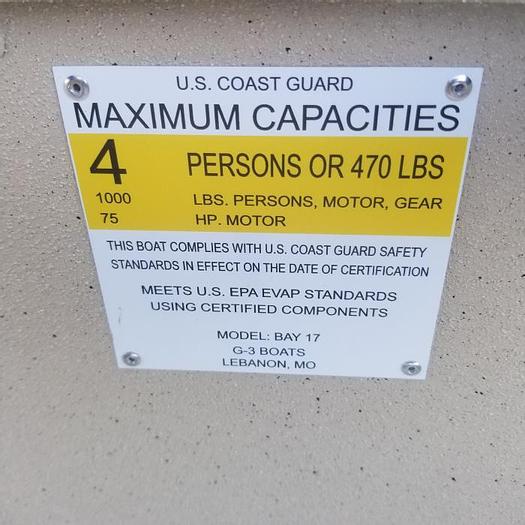 U.S. COAST GUARD
MAXIMUM CAPACITIES
4 PERSONS OR 470 LBS
1000 LBS. PERSONS, MOTOR, GEAR
75 HP. MOTOR
THIS BOAT COMPLIES WITH U.S. COAST GUARD SAFETY
STANDARDS IN EFFECT ON THE DATE OF CERTIFICATION
MEETS U.S. EPA EVAP STANDARDS
USING CERTIFIED COMPONENTS
MODEL: BAY 17
G-3 BOATS
LEBANON, MO